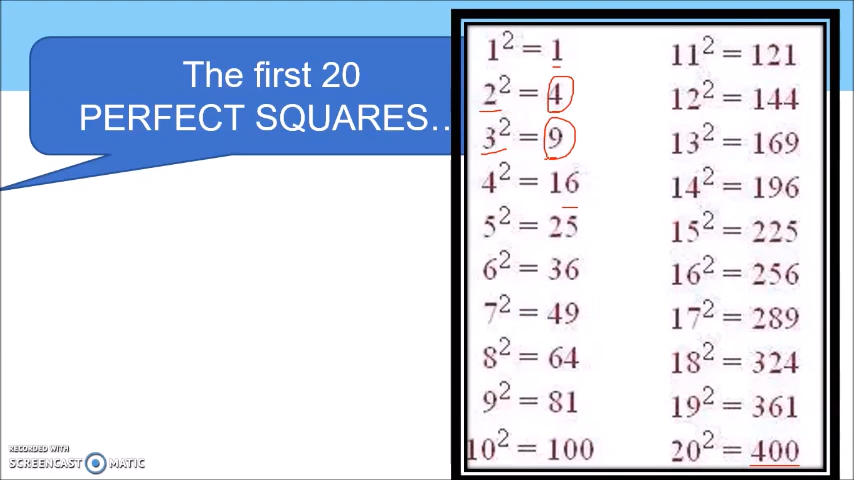 The first 20
PERFECT SQUARES…
1² = 1
2² = 4
3² = 9
4² = 16
5² = 25
6² = 36
7² = 49
8² = 64
9² = 81
10² = 100
11² = 121
12² = 144
13² = 169
14² = 196
15² = 225
16² = 256
17² = 289
18² = 324
19² = 361
20² = 400
RECORDED WITH
SCREENCAST MATIC